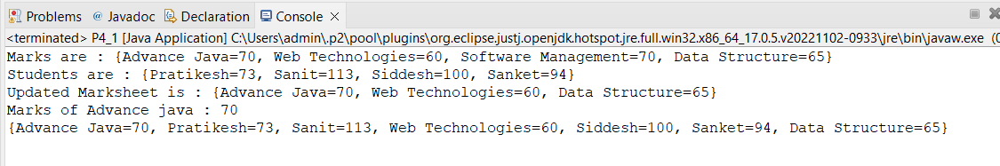 Problems @ Javadoc Declaration Console
<terminated> P4_1 [Java Application] C:\Users\admin\.p2\pool\plugins\org.eclipse.justj.openjdk.hotspot.jre.full.win32.x86_64_17.0.5.v20221102-0933\jre\bin\javaw.exe (0
Marks are : {Advance Java=70, Web Technologies=60, Software Management=70, Data Structure=65}
Students are : {Pratikesh=73, Sanit=113, Siddesh=100, Sanket=94}
Updated Marksheet is : {Advance Java=70, Web Technologies=60, Data Structure=65}
Marks of Advance java : 70
{Advance Java=70, Pratikesh=73, Sanit=113, Web Technologies=60, Siddesh=100, Sanket=94, Data Structure=65}